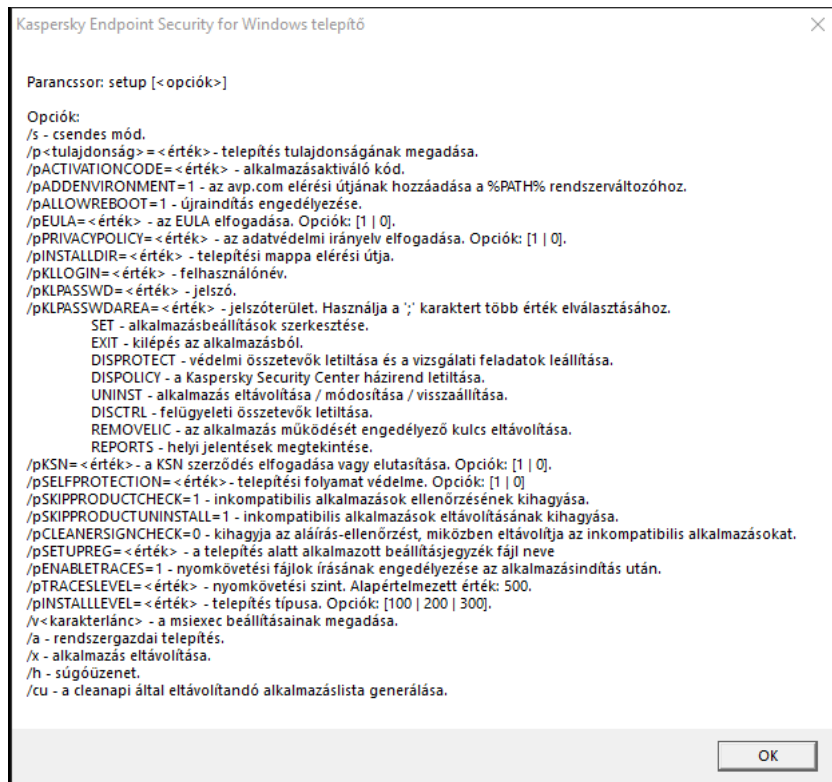 Kaspersky Endpoint Security for Windows telepítő
Parancssor: setup [<opciók>]
Opciók:
/s - csendes mód.
/p<tulajdonság>=<érték>- telepítés tulajdonságának megadása.
/pACTIVATIONCODE=<érték> - alkalmazásaktiváló kód.
/pADDENVIRONMENT=1 - az avp.com elérési útjának hozzáadása a %PATH% rendszerváltozóhoz.
/pALLOWREBOOT=1 - újraindítás engedélyezése.
/pEULA=<érték> - az EULA elfogadása. Opciók: [1 | 0].
/pPRIVACYPOLICY=<érték> - az adatvédelmi irányelv elfogadása. Opciók: [1 | 0].
/pINSTALLDIR=<érték> - telepítési mappa elérési útja.
/pKLLOGIN=<érték> - felhasználónév.
/pKLPASSWD=<érték> - jelszó.
/pKLPASSWDAREA=<érték> - jelszóterület. Használja a ';' karaktert több érték elválasztásához.
SET - alkalmazásbeállítások szerkesztése.
EXIT - kilépés az alkalmazásból.
DISPROTECT - védelmi összetevők letiltása és a vizsgálati feladatok leállítása.
DISPOLICY - a Kaspersky Security Center házirend letiltása.
UNINST - alkalmazás eltávolítása / módosítása / visszaállítása.
DISCTRL - felügyeleti összetevők letiltása.
REMOVELIC - az alkalmazás működését engedélyező kulcs eltávolítása.
REPORTS - helyi jelentések megtekintése.
/pKSN=<érték>- a KSN szerződés elfogadása vagy elutasítása. Opciók: [1 | 0].
/pSELFPROTECTION=<érték>- telepítési folyamat védelme. Opciók: [1 | 0]
/pSKIPPRODUCTCHECK=1 - inkompatibilis alkalmazások ellenőrzésének kihagyása.
/pSKIPPRODUCTUNINSTALL=1 - inkompatibilis alkalmazások eltávolításának kihagyása.
/pCLEANERSIGNCHECK=0 - kihagyja az aláírás-ellenőrzést, miközben eltávolítja az inkompatibilis alkalmazásokat.
/pSETUPREG=<érték> - a telepítés alatt alkalmazott beállításjegyzék fájl neve
/pENABLETRACES=1 - nyomkövetési fájlok írásának engedélyezése az alkalmazásindítás után.
/pTRACESLEVEL=<érték> - nyomkövetési szint. Alapértelmezett érték: 500.
/pINSTALLLEVEL=<érték> - telepítés típusa. Opciók: [100 | 200 | 300].
/v<karakterlánc> - a msiexec beállításainak megadása.
/a - rendszergazdai telepítés.
/x - alkalmazás eltávolítása.
/h - súgóüzenet.
/cu - a cleanapi által eltávolítandó alkalmazáslista generálása.
OK